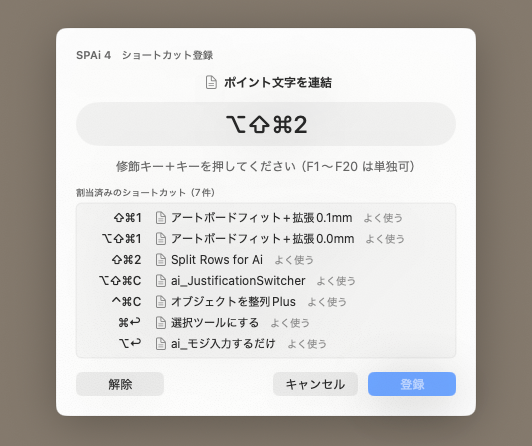 SPAi 4　ショートカット登録
ポイント文字を連結
⌥⇧⌘2
修飾キー＋キーを押してください（F1〜F20 は単独可）
割当済みのショートカット（7件）
⇧⌘1 アートボードフィット＋拡張0.1mm よく使う
⌥⇧⌘1 アートボードフィット＋拡張0.0mm よく使う
⇧⌘2 Split Rows for Ai よく使う
⌥⇧⌘C ai_JustificationSwitcher よく使う
^⌘C オブジェクトを整列Plus よく使う
⌘↩ 選択ツールにする よく使う
⌥↩ ai_モジ入力するだけ よく使う
解除 キャンセル 登録